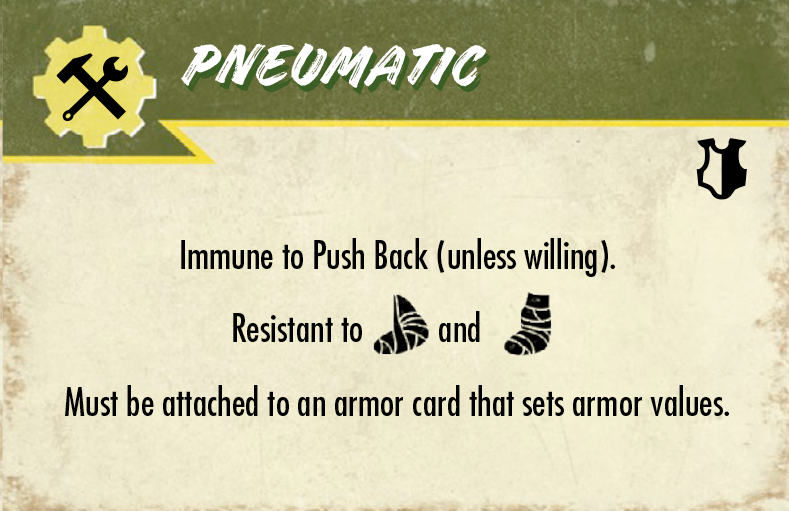 PNEUMATIC
Immune to Push Back (unless willing).
Resistant to and
Must be attached to an armor card that sets armor values.